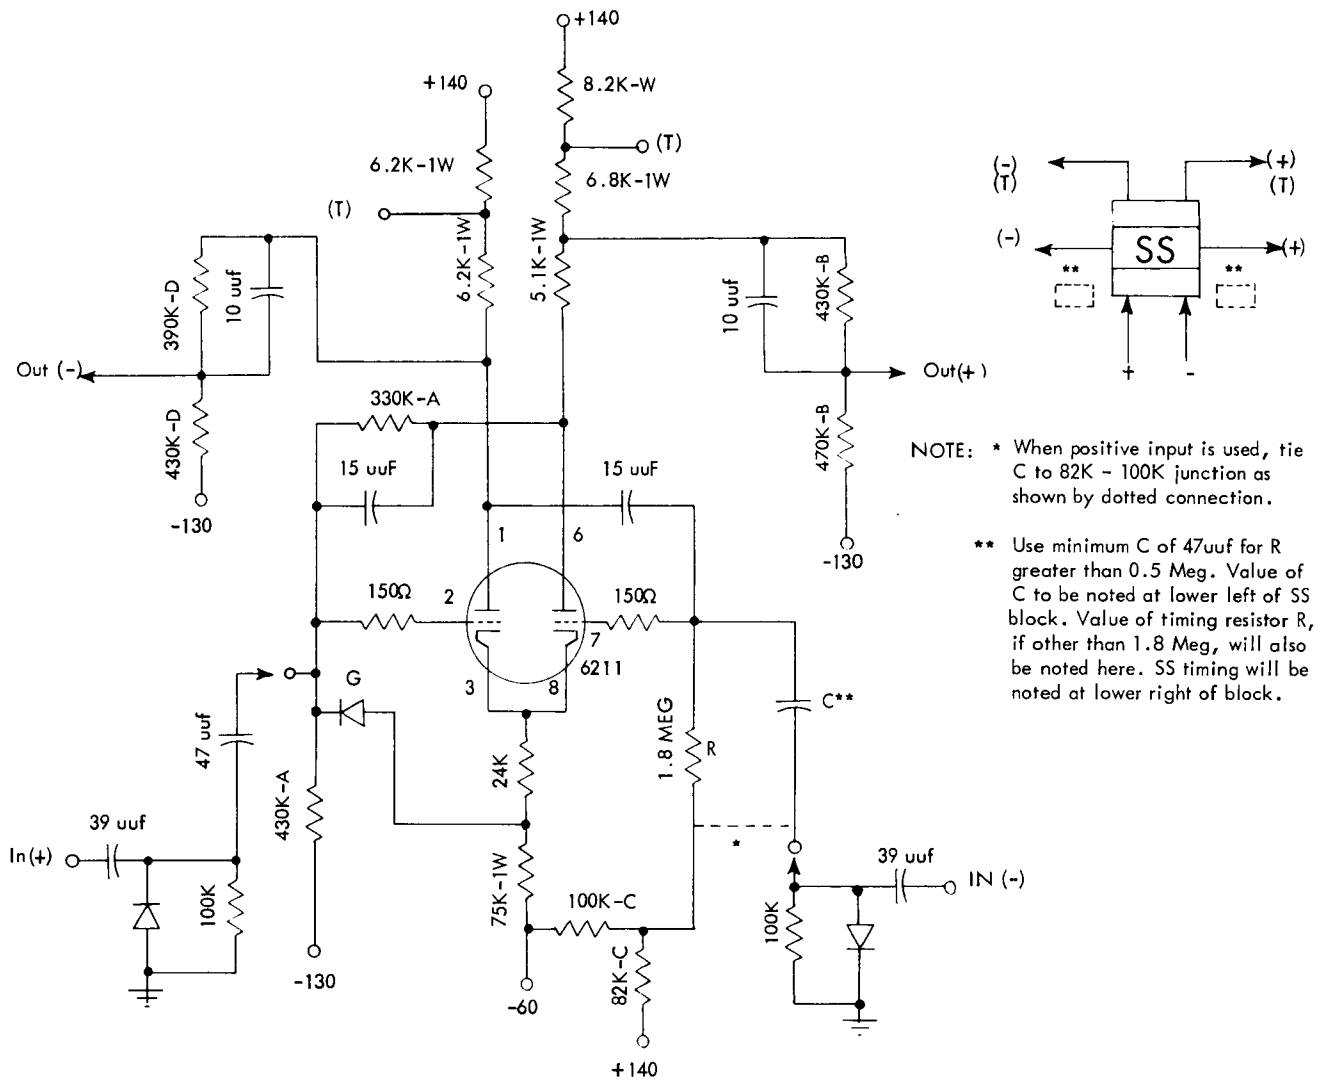 +140
+140
8.2K-W
(T)
6.2K-1W
6.8K-1W
(T)
6.2K-1W
5.1K-1W
390K-D
10 uuf
10 uuf
430K-B
Out (-)
Out(+)
330K-A
430K-D
470K-B
15 uuF
15 uuF
-130
-130
1
6
150Ω
2
150Ω
7
6211
3
8
G
C**
47 uuf
24K
1.8 MEG
R
430K-A
*
39 uuf
39 uuf
In(+)
IN (-)
100K
75K-1W
100K-C
100K
82K-C
-130
-60
+140
(-)
(T)
(+)
(T)
(-)
SS
(+)
**
**
+
-
NOTE: * When positive input is used, tie
C to 82K - 100K junction as
shown by dotted connection.
** Use minimum C of 47uuf for R
greater than 0.5 Meg. Value of
C to be noted at lower left of SS
block. Value of timing resistor R,
if other than 1.8 Meg, will also
be noted here. SS timing will be
noted at lower right of block.